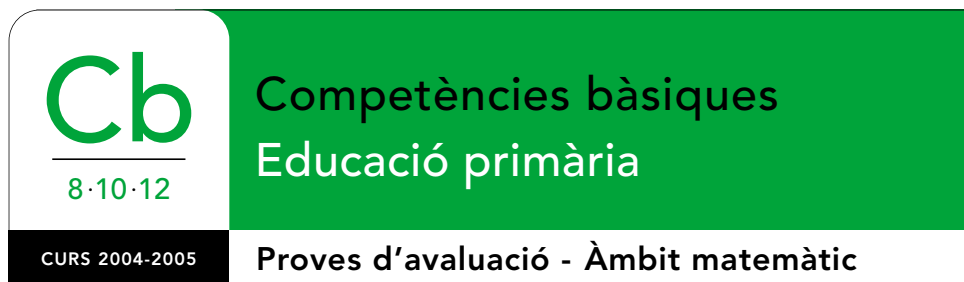 Cb
8·10·12
CURS 2004-2005
Competències bàsiques
Educació primària
Proves d'avaluació - Àmbit matemàtic